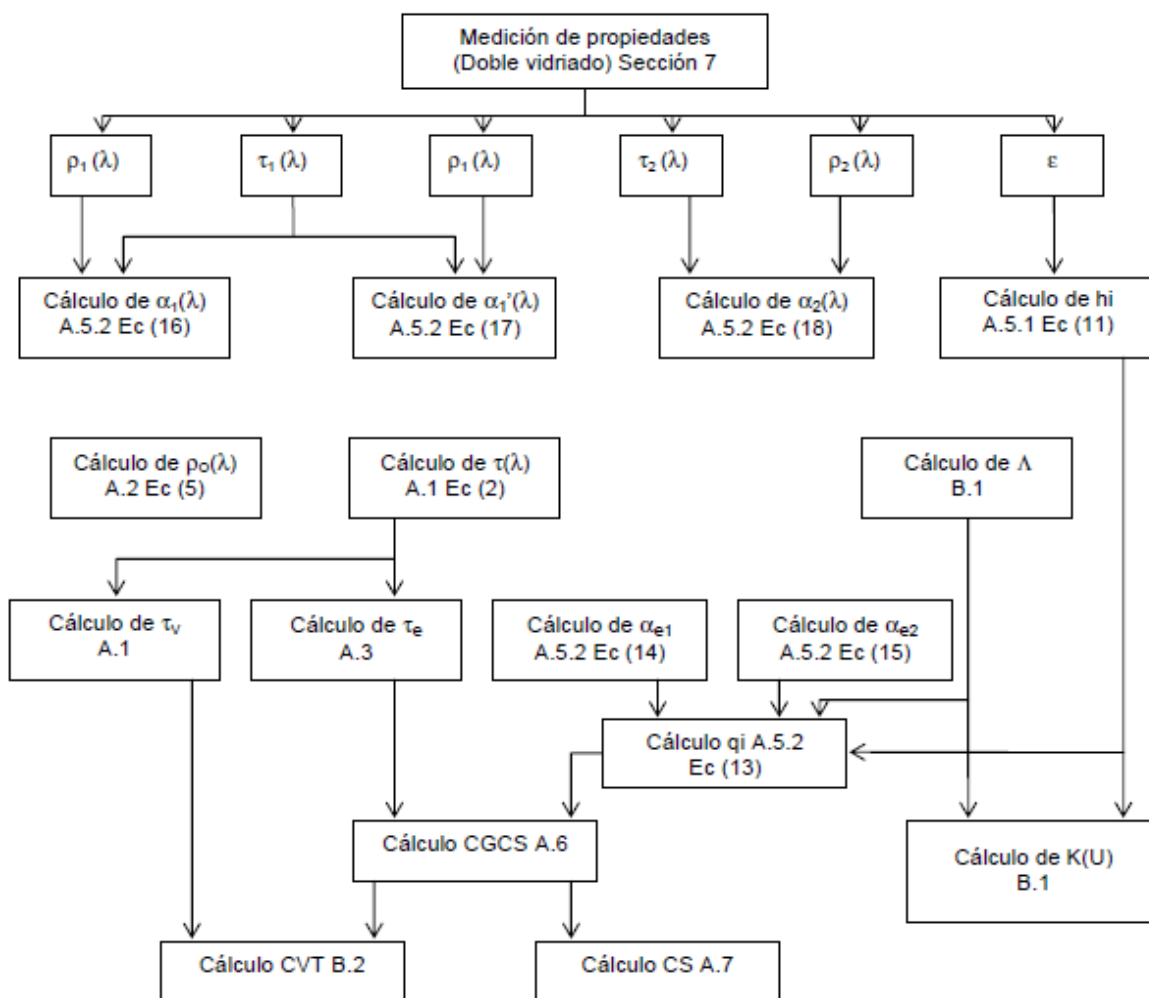 Medición de propiedades
(Doble vidriado) Sección 7
ρ₁ (λ)
τ₁ (λ)
ρ₁ (λ)
τ₂ (λ)
ρ₂ (λ)
ε
Cálculo de α₁(λ)
A.5.2 Ec (16)
Cálculo de α₁’(λ)
A.5.2 Ec (17)
Cálculo de α₂(λ)
A.5.2 Ec (18)
Cálculo de hi
A.5.1 Ec (11)
Cálculo de ρₒ(λ)
A.2 Ec (5)
Cálculo de τ(λ)
A.1 Ec (2)
Cálculo de Λ
B.1
Cálculo de τᵥ
A.1
Cálculo de τₑ
A.3
Cálculo de αₑ₁
A.5.2 Ec (14)
Cálculo de αₑ₂
A.5.2 Ec (15)
Cálculo qi A.5.2
Ec (13)
Cálculo CGCS A.6
Cálculo de K(U)
B.1
Cálculo CVT B.2
Cálculo CS A.7